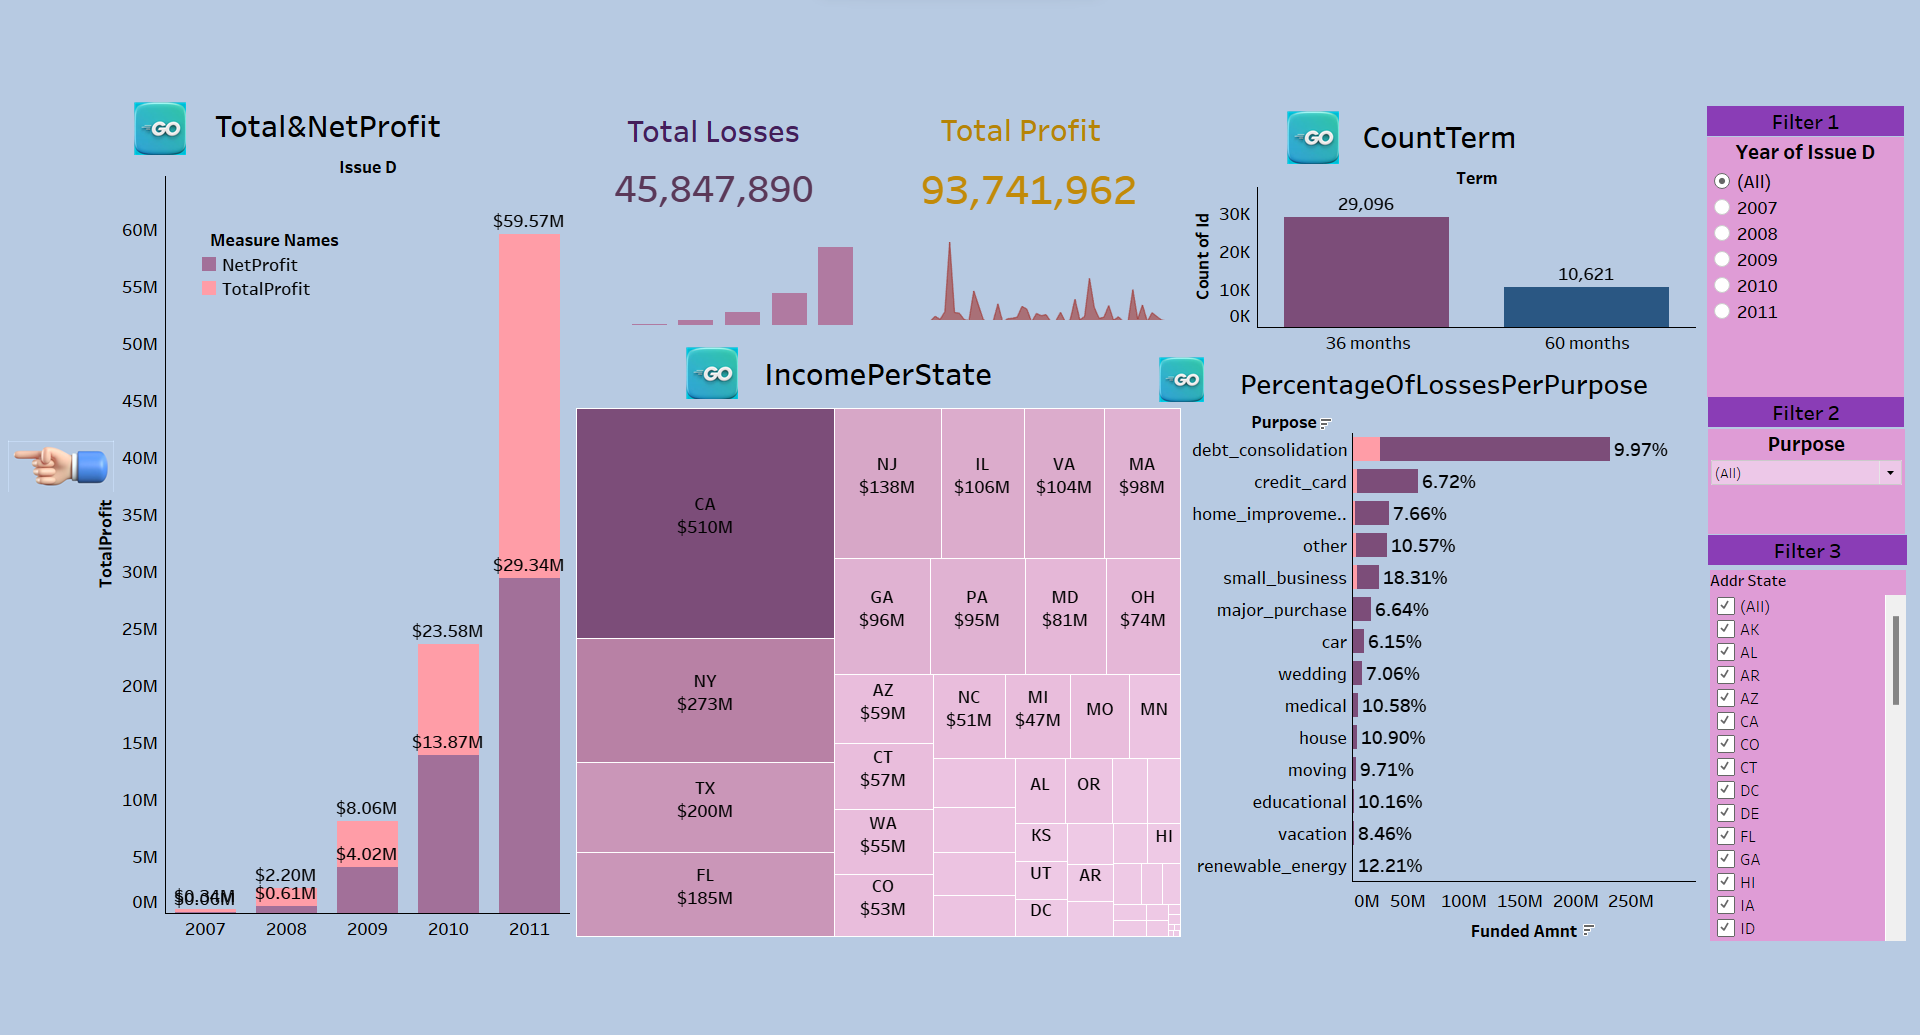 GO
Total&NetProfit
Issue D
60M
55M
50M
45M
40M
35M
30M
25M
20M
15M
10M
5M
0M
TotalProfit
Measure Names
NetProfit
TotalProfit
$59.57M
$29.34M
$23.58M
$13.87M
$8.06M
$4.02M
$2.20M
$0.61M
2007
2008
2009
2010
2011
Total Losses
45,847,890
Total Profit
93,741,962
GO
CountTerm
Term
Count of Id
30K
20K
10K
0K
29,096
10,621
36 months
60 months
GO
IncomePerState
CA
$510M
NY
$273M
TX
$200M
FL
$185M
NJ
$138M
IL
$106M
VA
$104M
MA
$98M
GA
$96M
PA
$95M
MD
$81M
OH
$74M
AZ
$59M
CT
$57M
WA
$55M
CO
$53M
NC
$51M
MI
$47M
MO
MN
AL
OR
KS
HI
UT
AR
DC
GO
PercentageOfLossesPerPurpose
Purpose
debt_consolidation 9.97%
credit_card 6.72%
home_improveme.. 7.66%
other 10.57%
small_business 18.31%
major_purchase 6.64%
car 6.15%
wedding 7.06%
medical 10.58%
house 10.90%
moving 9.71%
educational 10.16%
vacation 8.46%
renewable_energy 12.21%
0M 50M 100M 150M 200M 250M
Funded Amnt
Filter 1
Year of Issue D
(All)
2007
2008
2009
2010
2011
Filter 2
Purpose
(All)
Filter 3
Addr State
(All)
AK
AL
AR
AZ
CA
CO
CT
DC
DE
FL
GA
HI
IA
ID